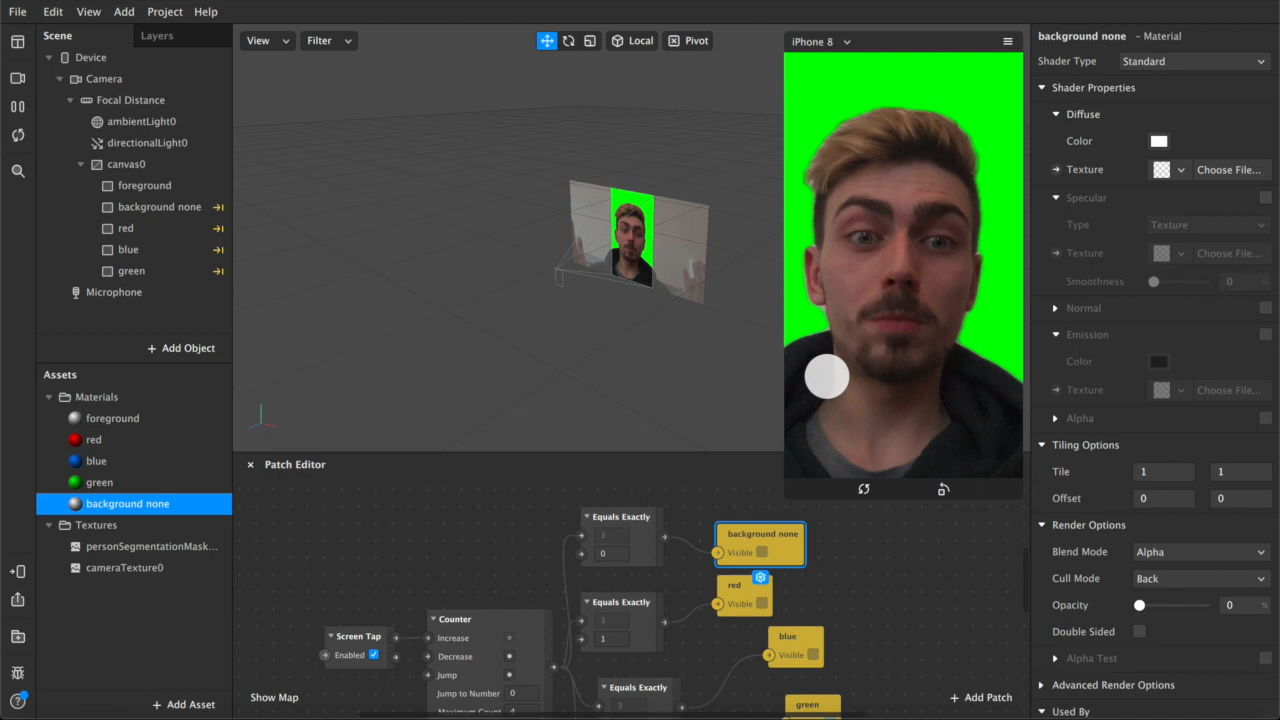 File Edit View Add Project Help
Scene Layers
Device
Camera
Focal Distance
ambientLight0
directionalLight0
canvas0
foreground
background none
red
blue
green
Microphone
+ Add Object
Assets
Materials
foreground
red
blue
green
background none
Textures
personSegmentationMask...
cameraTexture0
+ Add Asset
View Filter Local Pivot
iPhone 8
Patch Editor
Equals Exactly
3
0
background none
Visible
red
Visible
Equals Exactly
3
1
blue
Visible
Screen Tap
Enabled
Counter
Increase
Decrease
Jump
Jump to Number 0
Maximum Count 4
Equals Exactly
3
green
Show Map
+ Add Patch
background none - Material
Shader Type Standard
Shader Properties
Diffuse
Color
Texture Choose File...
Specular
Type Texture
Texture Choose File...
Smoothness 0 %
Normal
Emission
Color
Texture Choose File...
Alpha
Tiling Options
Tile 1 1
Offset 0 0
Render Options
Blend Mode Alpha
Cull Mode Back
Opacity 0 %
Double Sided
Alpha Test
Advanced Render Options
Used By